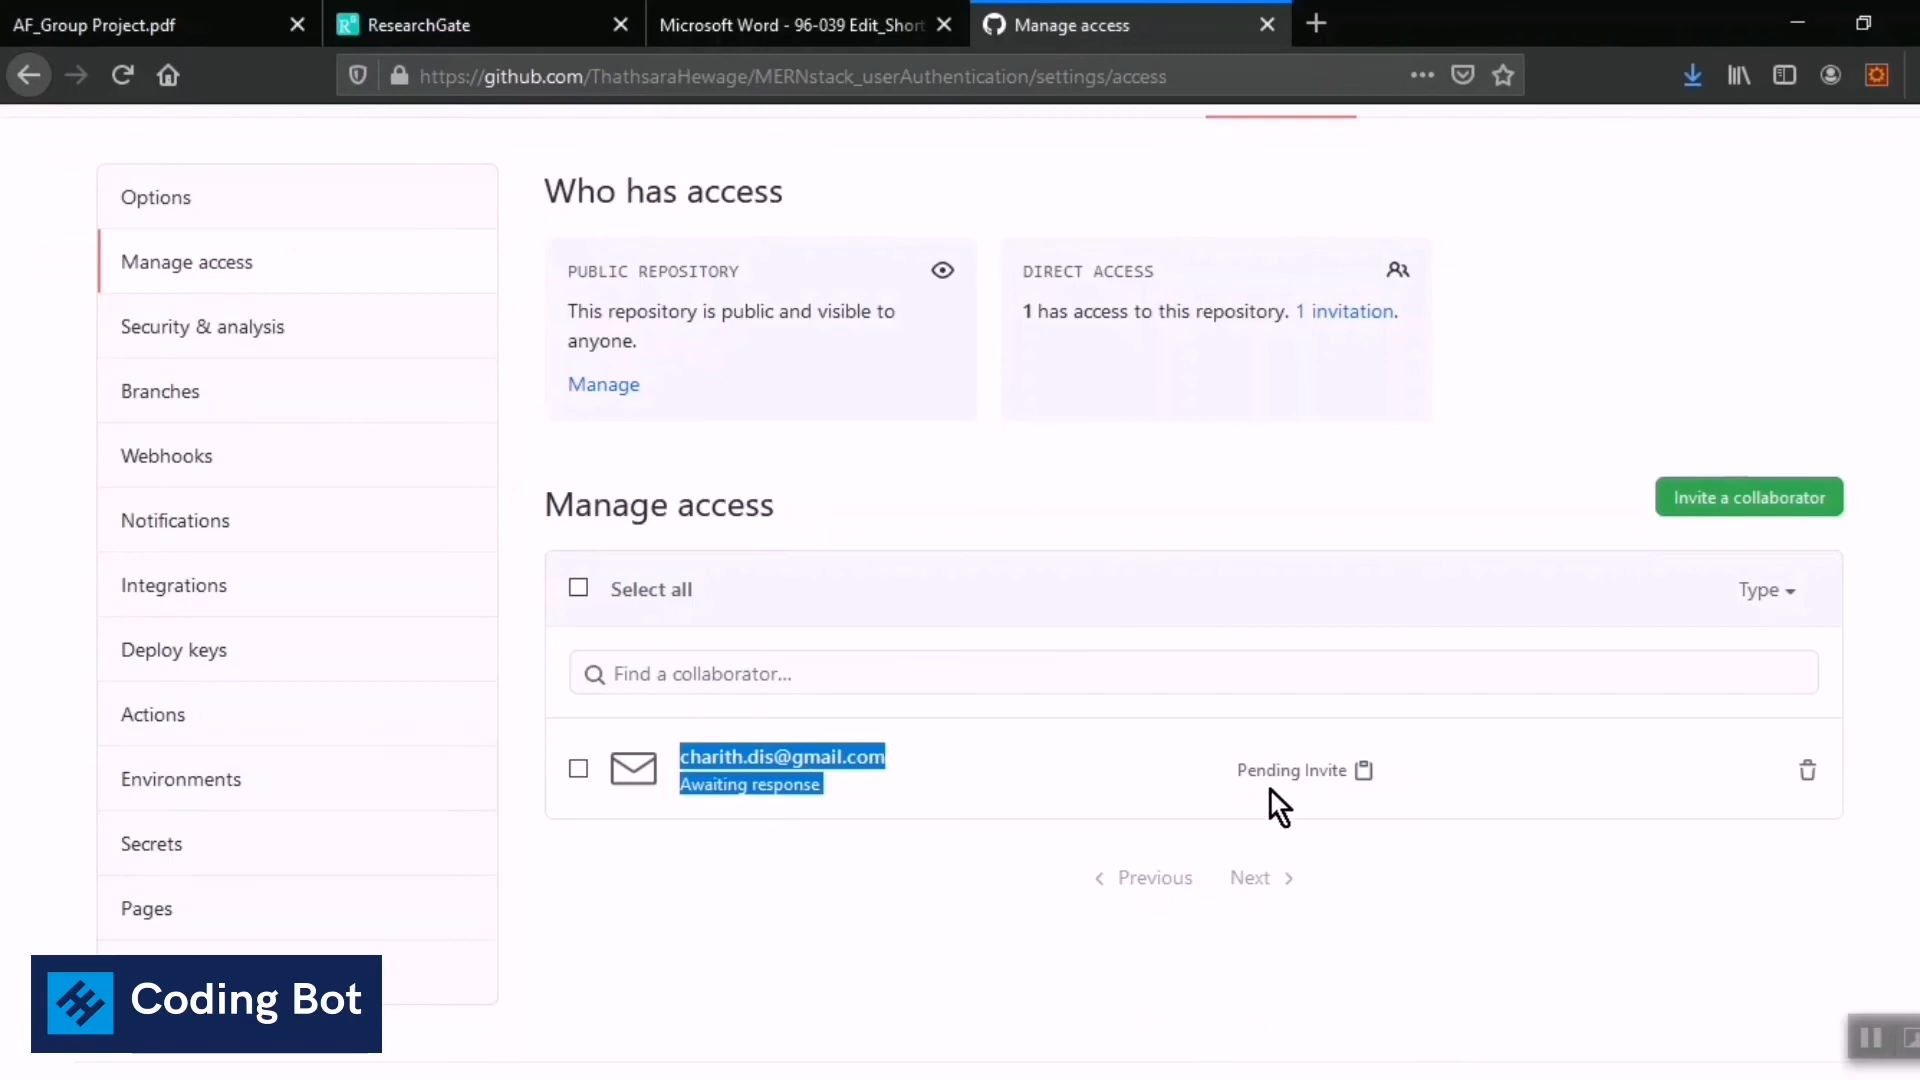 AF_Group Project.pdf
ResearchGate
Microsoft Word - 96-039 Edit_Short
Manage access
https://github.com/ThathsaraHewage/MERNstack_userAuthentication/settings/access
Options
Manage access
Security & analysis
Branches
Webhooks
Notifications
Integrations
Deploy keys
Actions
Environments
Secrets
Pages
Who has access
PUBLIC REPOSITORY
This repository is public and visible to
anyone.
Manage
DIRECT ACCESS
1 has access to this repository. 1 invitation.
Manage access
Invite a collaborator
Select all
Type
Find a collaborator...
charith.dis@gmail.com
Awaiting response
Pending Invite
Previous
Next
Coding Bot